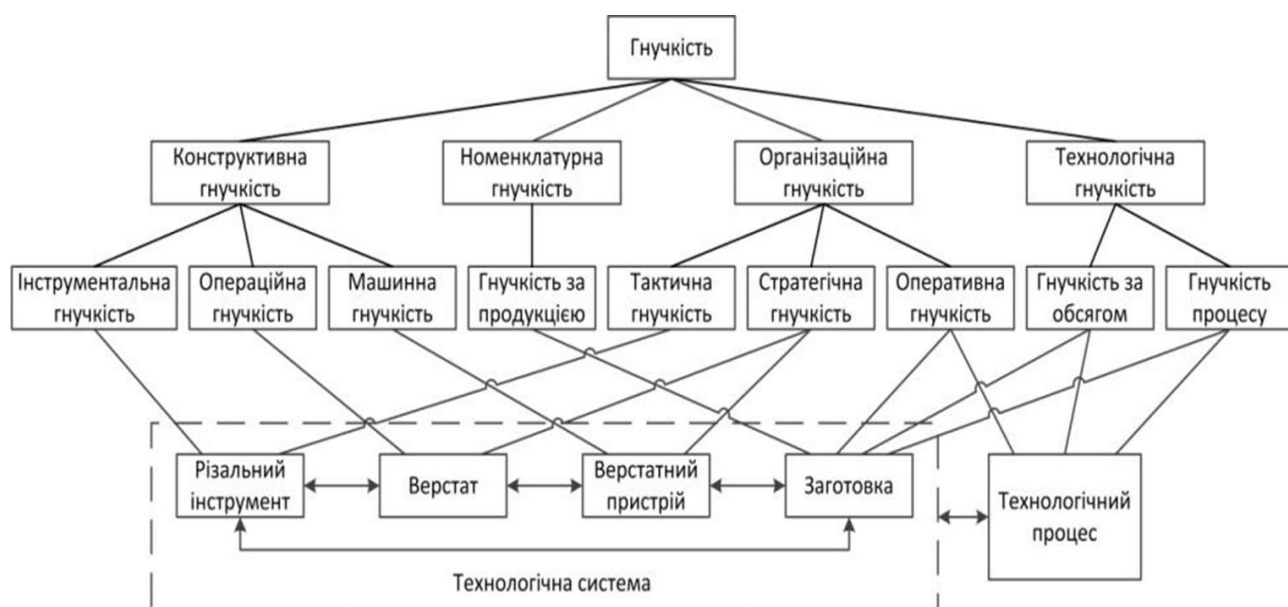 Гнучкість
Конструктивна
гнучкість
Номенклатурна
гнучкість
Організаційна
гнучкість
Технологічна
гнучкість
Інструментальна
гнучкість
Операційна
гнучкість
Машинна
гнучкість
Гнучкість за
продукцією
Тактична
гнучкість
Стратегічна
гнучкість
Оперативна
гнучкість
Гнучкість за
обсягом
Гнучкість
процесу
Різальний
інструмент
Верстат
Верстатний
пристрій
Заготовка
Технологічний
процес
Технологічна система